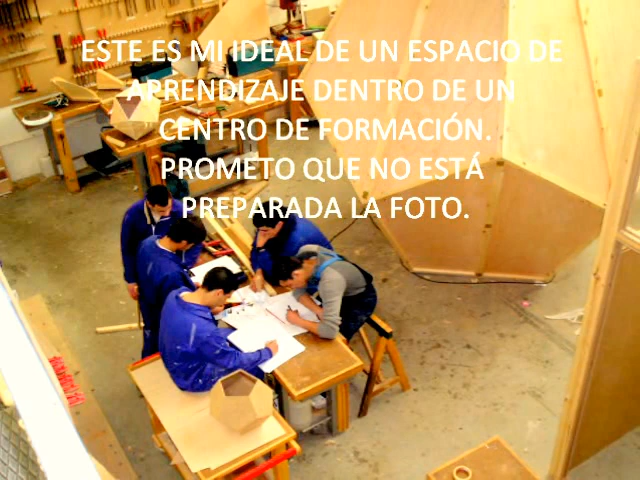 ESTE ES MI IDEAL DE UN ESPACIO DE
APRENDIZAJE DENTRO DE UN
CENTRO DE FORMACIÓN.
PROMETO QUE NO ESTÁ
PREPARADA LA FOTO.